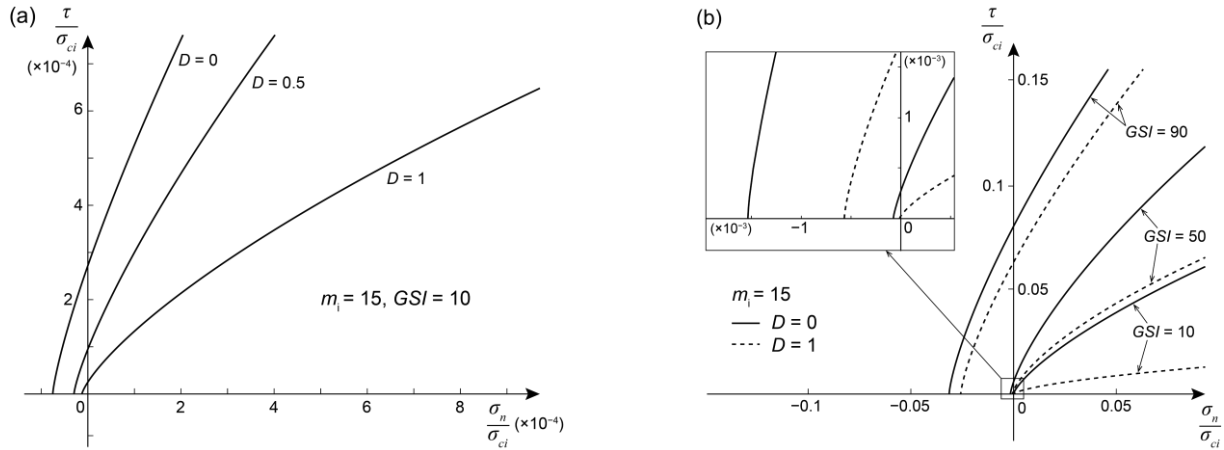 (a)
τ
σci
(×10⁻⁴)
D = 0
D = 0.5
D = 1
6
4
2
mi = 15, GSI = 10
0
2
4
6
8
σn
σci
(×10⁻⁴)
(b)
τ
σci
(×10⁻³)
1
(×10⁻³)
−1
0
0.15
0.1
0.05
GSI = 90
GSI = 50
GSI = 10
mi = 15
D = 0
D = 1
−0.1
−0.05
0
0.05
σn
σci